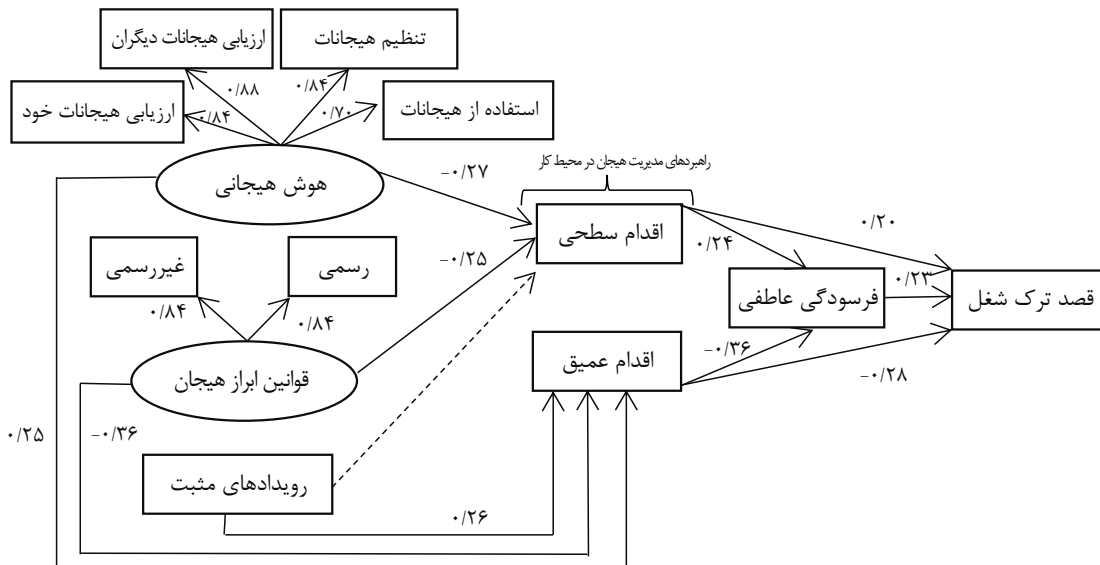 ارزیابی هیجانات دیگران
تنظیم هیجانات
ارزیابی هیجانات خود
استفاده از هیجانات
۰/۸۸
۰/۸۴
۰/۸۴
۰/۷۰
هوش هیجانی
−۰/۲۷
راهبردهای مدیریت هیجان در محیط کار
اقدام سطحی
۰/۲۰
۰/۲۴
غیررسمی
رسمی
−۰/۲۵
۰/۸۴
۰/۸۴
فرسودگی عاطفی
۰/۲۳
قصد ترک شغل
قوانین ابراز هیجان
اقدام عمیق
−۰/۳۶
−۰/۲۸
۰/۲۵
−۰/۳۶
رویدادهای مثبت
۰/۲۶